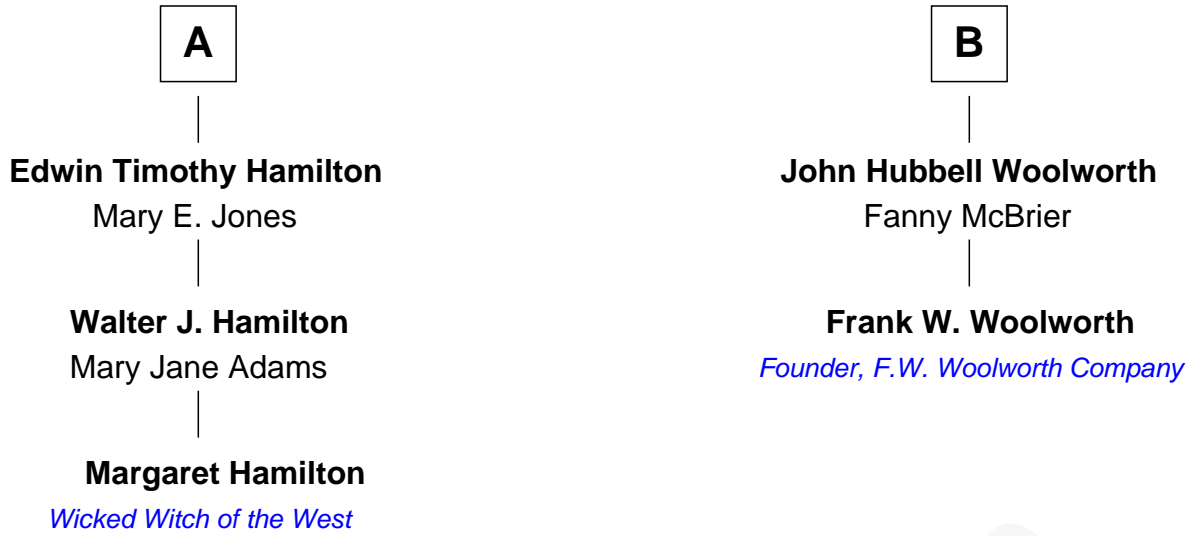 A
Edwin Timothy Hamilton
Mary E. Jones
Walter J. Hamilton
Mary Jane Adams
Margaret Hamilton
Wicked Witch of the West
B
John Hubbell Woolworth
Fanny McBrier
Frank W. Woolworth
Founder, F.W. Woolworth Company